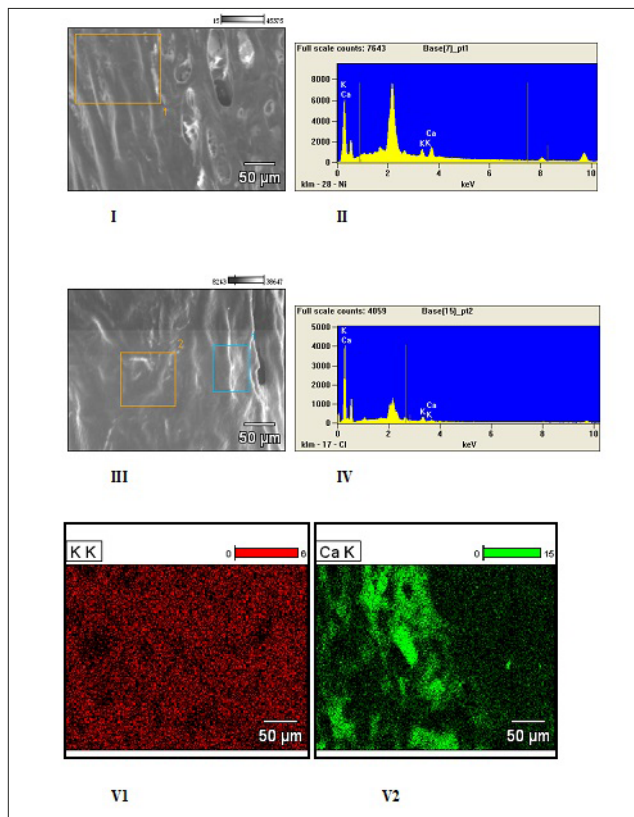 15 45375
1
50 µm
I
Full scale counts: 7643 Base(7)_pt1
8000
6000
4000
2000
0
K
Ca
Ca
K K
0 2 4 6 8 10
klm - 28 - Ni keV
II
8263 38647
2
50 µm
III
Full scale counts: 4059 Base(15)_pt2
5000
4000
3000
2000
1000
0
K
Ca
Ca
K K
0 2 4 6 8 10
klm - 17 - Cl keV
IV
K K 0 6
50 µm
V1
Ca K 0 15
50 µm
V2